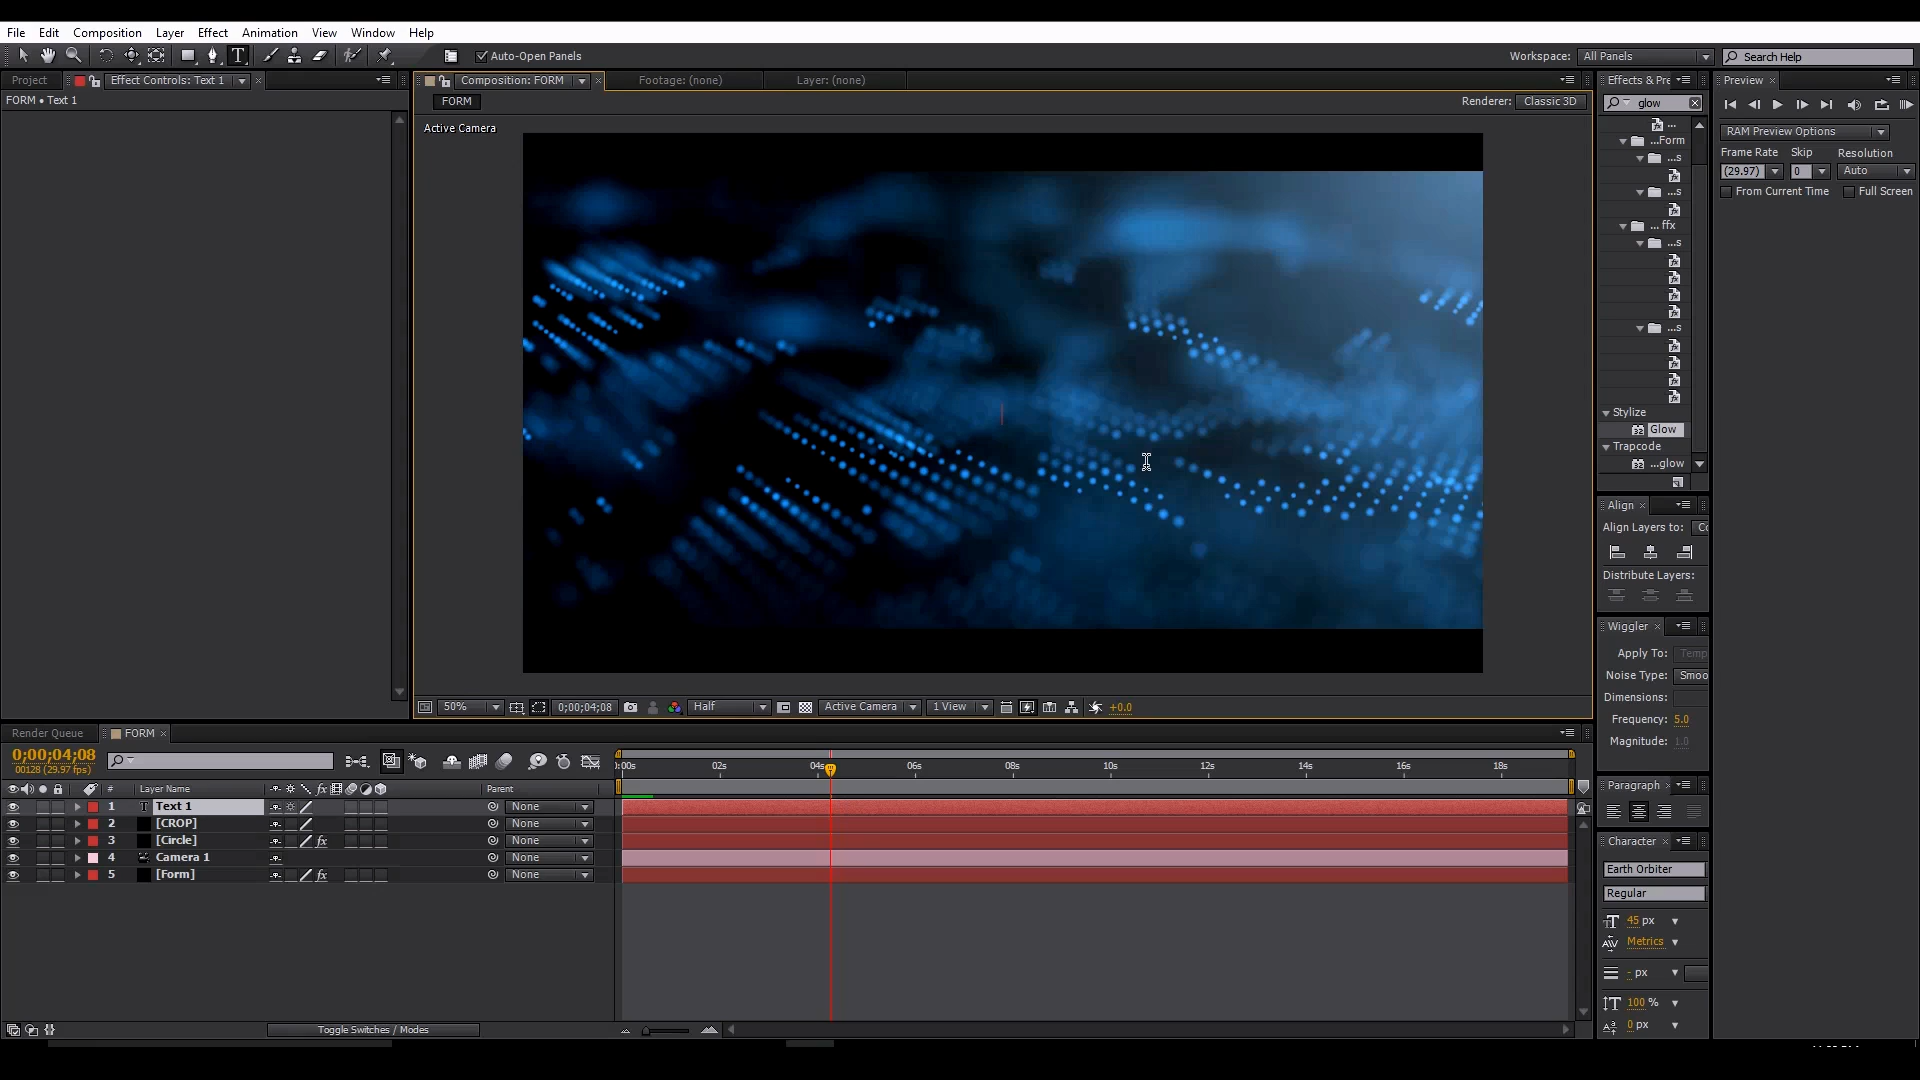 File Edit Composition Layer Effect Animation View Window Help
Auto-Open Panels
Workspace: All Panels
Search Help
Project
Effect Controls: Text 1
FORM • Text 1
Composition: FORM
Footage: (none)
Layer: (none)
FORM
Renderer: Classic 3D
Active Camera
50%
0;00;04;08
Half
Active Camera
1 View
+0.0
Effects & Pre
glow
...
...Form
...s
...s
... ffx
...s
...s
Stylize
Glow
Trapcode
...glow
Preview
RAM Preview Options
Frame Rate Skip Resolution
(29.97) 0 Auto
From Current Time Full Screen
Align
Align Layers to:
Distribute Layers:
Wiggler
Apply To: Temp
Noise Type: Smoo
Dimensions:
Frequency: 5.0
Magnitude: 1.0
Paragraph
Character
Earth Orbiter
Regular
45 px
Metrics
- px
100 %
0 px
Render Queue
FORM
0;00;04;08
00128 (29.97 fps)
# Layer Name Parent
1 T Text 1 None
2 [CROP] None
3 [Circle] fx None
4 Camera 1 None
5 [Form] fx None
:00s 02s 04s 06s 08s 10s 12s 14s 16s 18s
Toggle Switches / Modes